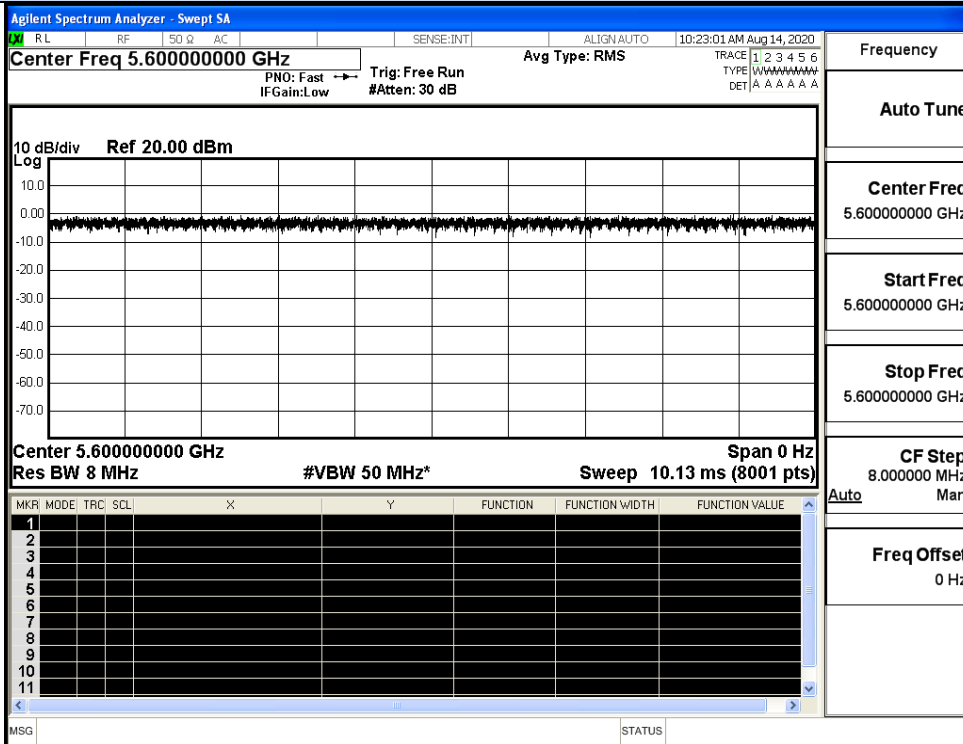 Agilent Spectrum Analyzer - Swept SA
LXI RL RF 50 Ω AC SENSE:INT ALIGN AUTO 10:23:01 AM Aug 14, 2020
Center Freq 5.600000000 GHz Avg Type: RMS TRACE 1 2 3 4 5 6
PNO: Fast Trig: Free Run TYPE WWWWWW
IFGain:Low #Atten: 30 dB DET A A A A A A
10 dB/div Ref 20.00 dBm
Log
10.0
0.00
-10.0
-20.0
-30.0
-40.0
-50.0
-60.0
-70.0
Center 5.600000000 GHz Span 0 Hz
Res BW 8 MHz #VBW 50 MHz* Sweep 10.13 ms (8001 pts)
MKR MODE TRC SCL X Y FUNCTION FUNCTION WIDTH FUNCTION VALUE
1
2
3
4
5
6
7
8
9
10
11
MSG STATUS
Frequency
Auto Tune
Center Freq
5.600000000 GHz
Start Freq
5.600000000 GHz
Stop Freq
5.600000000 GHz
CF Step
8.000000 MHz
Auto Man
Freq Offset
0 Hz